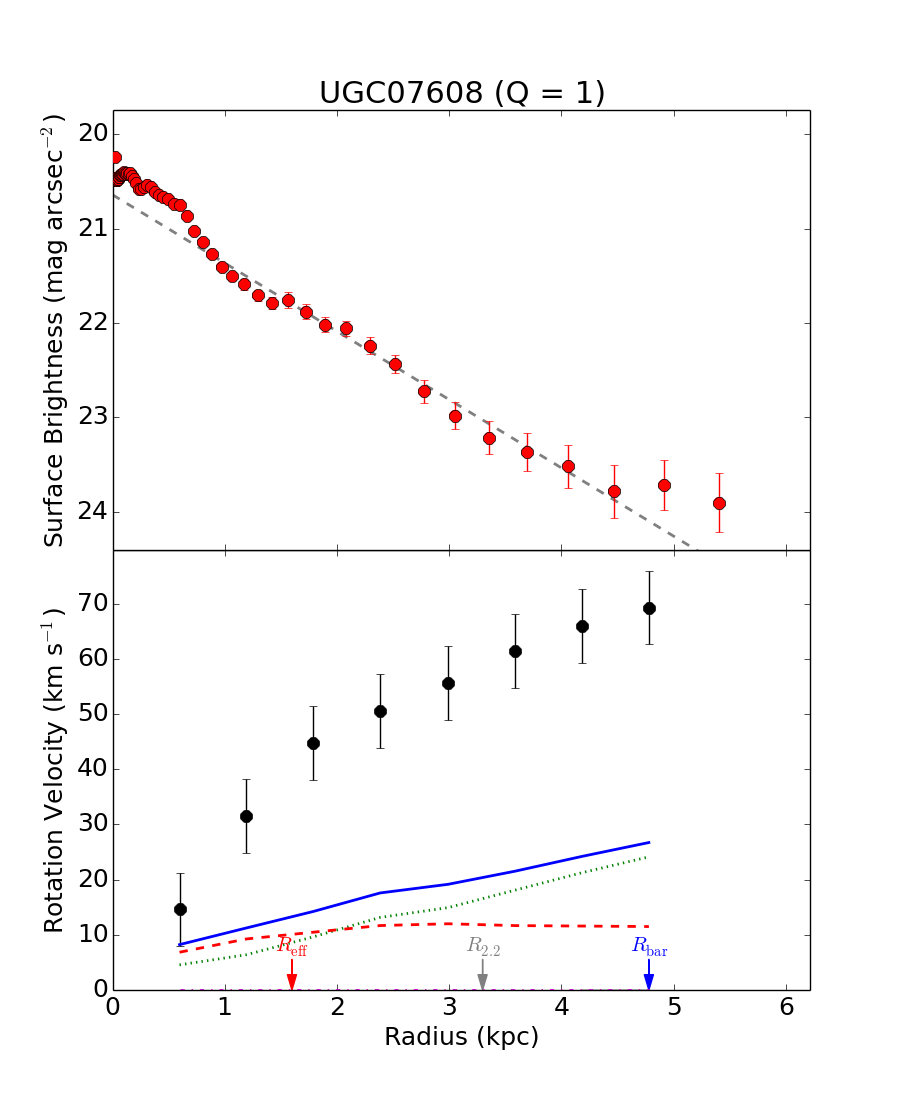 UGC07608 (Q = 1)
Surface Brightness (mag arcsec⁻²)
20
21
22
23
24
Rotation Velocity (km s⁻¹)
70
60
50
40
30
20
10
0
R_eff
R_2.2
R_bar
0 1 2 3 4 5 6
Radius (kpc)